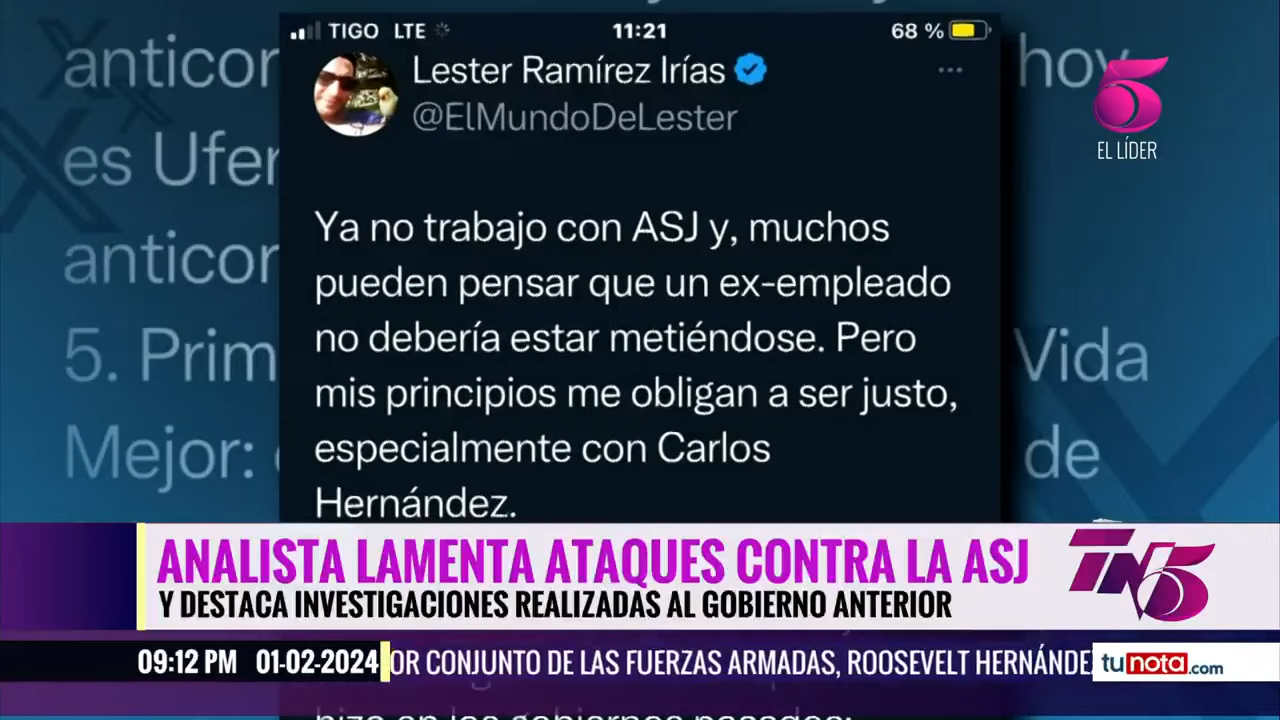 TIGO LTE 11:21 68 %
Lester Ramírez Irías
@ElMundoDeLester
Ya no trabajo con ASJ y, muchos
pueden pensar que un ex-empleado
no debería estar metiéndose. Pero
mis principios me obligan a ser justo,
especialmente con Carlos
Hernández.
anticor
hoy
es Ufer
anticor
5. Prim
Vida
Mejor:
de
5
EL LÍDER
ANALISTA LAMENTA ATAQUES CONTRA LA ASJ
Y DESTACA INVESTIGACIONES REALIZADAS AL GOBIERNO ANTERIOR
TN5
09:12 PM 01-02-2024 OR CONJUNTO DE LAS FUERZAS ARMADAS, ROOSEVELT HERNÁNDEZ
tunota.com